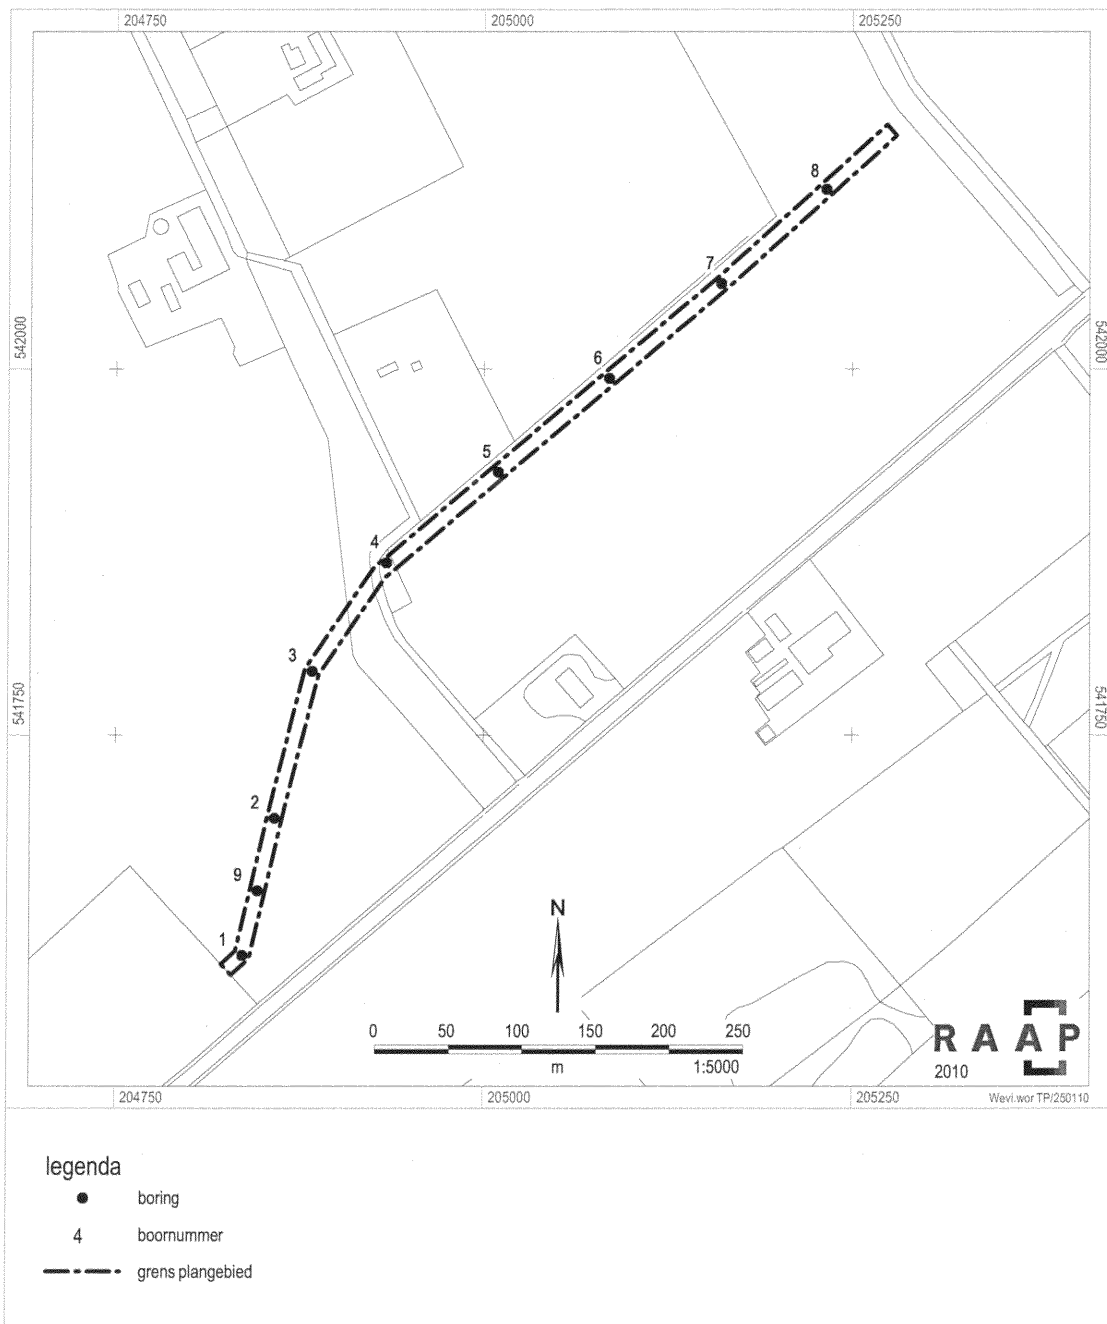 204750 205000 205250
8
7
542000 542000
6
5
4
3
541750 541750
2
9
1
N
0 50 100 150 200 250
m 1:5000
RAAP
2010
204750 205000 205250
Wevi.wor TP/250110
legenda
boring
4 boornummer
grens plangebied